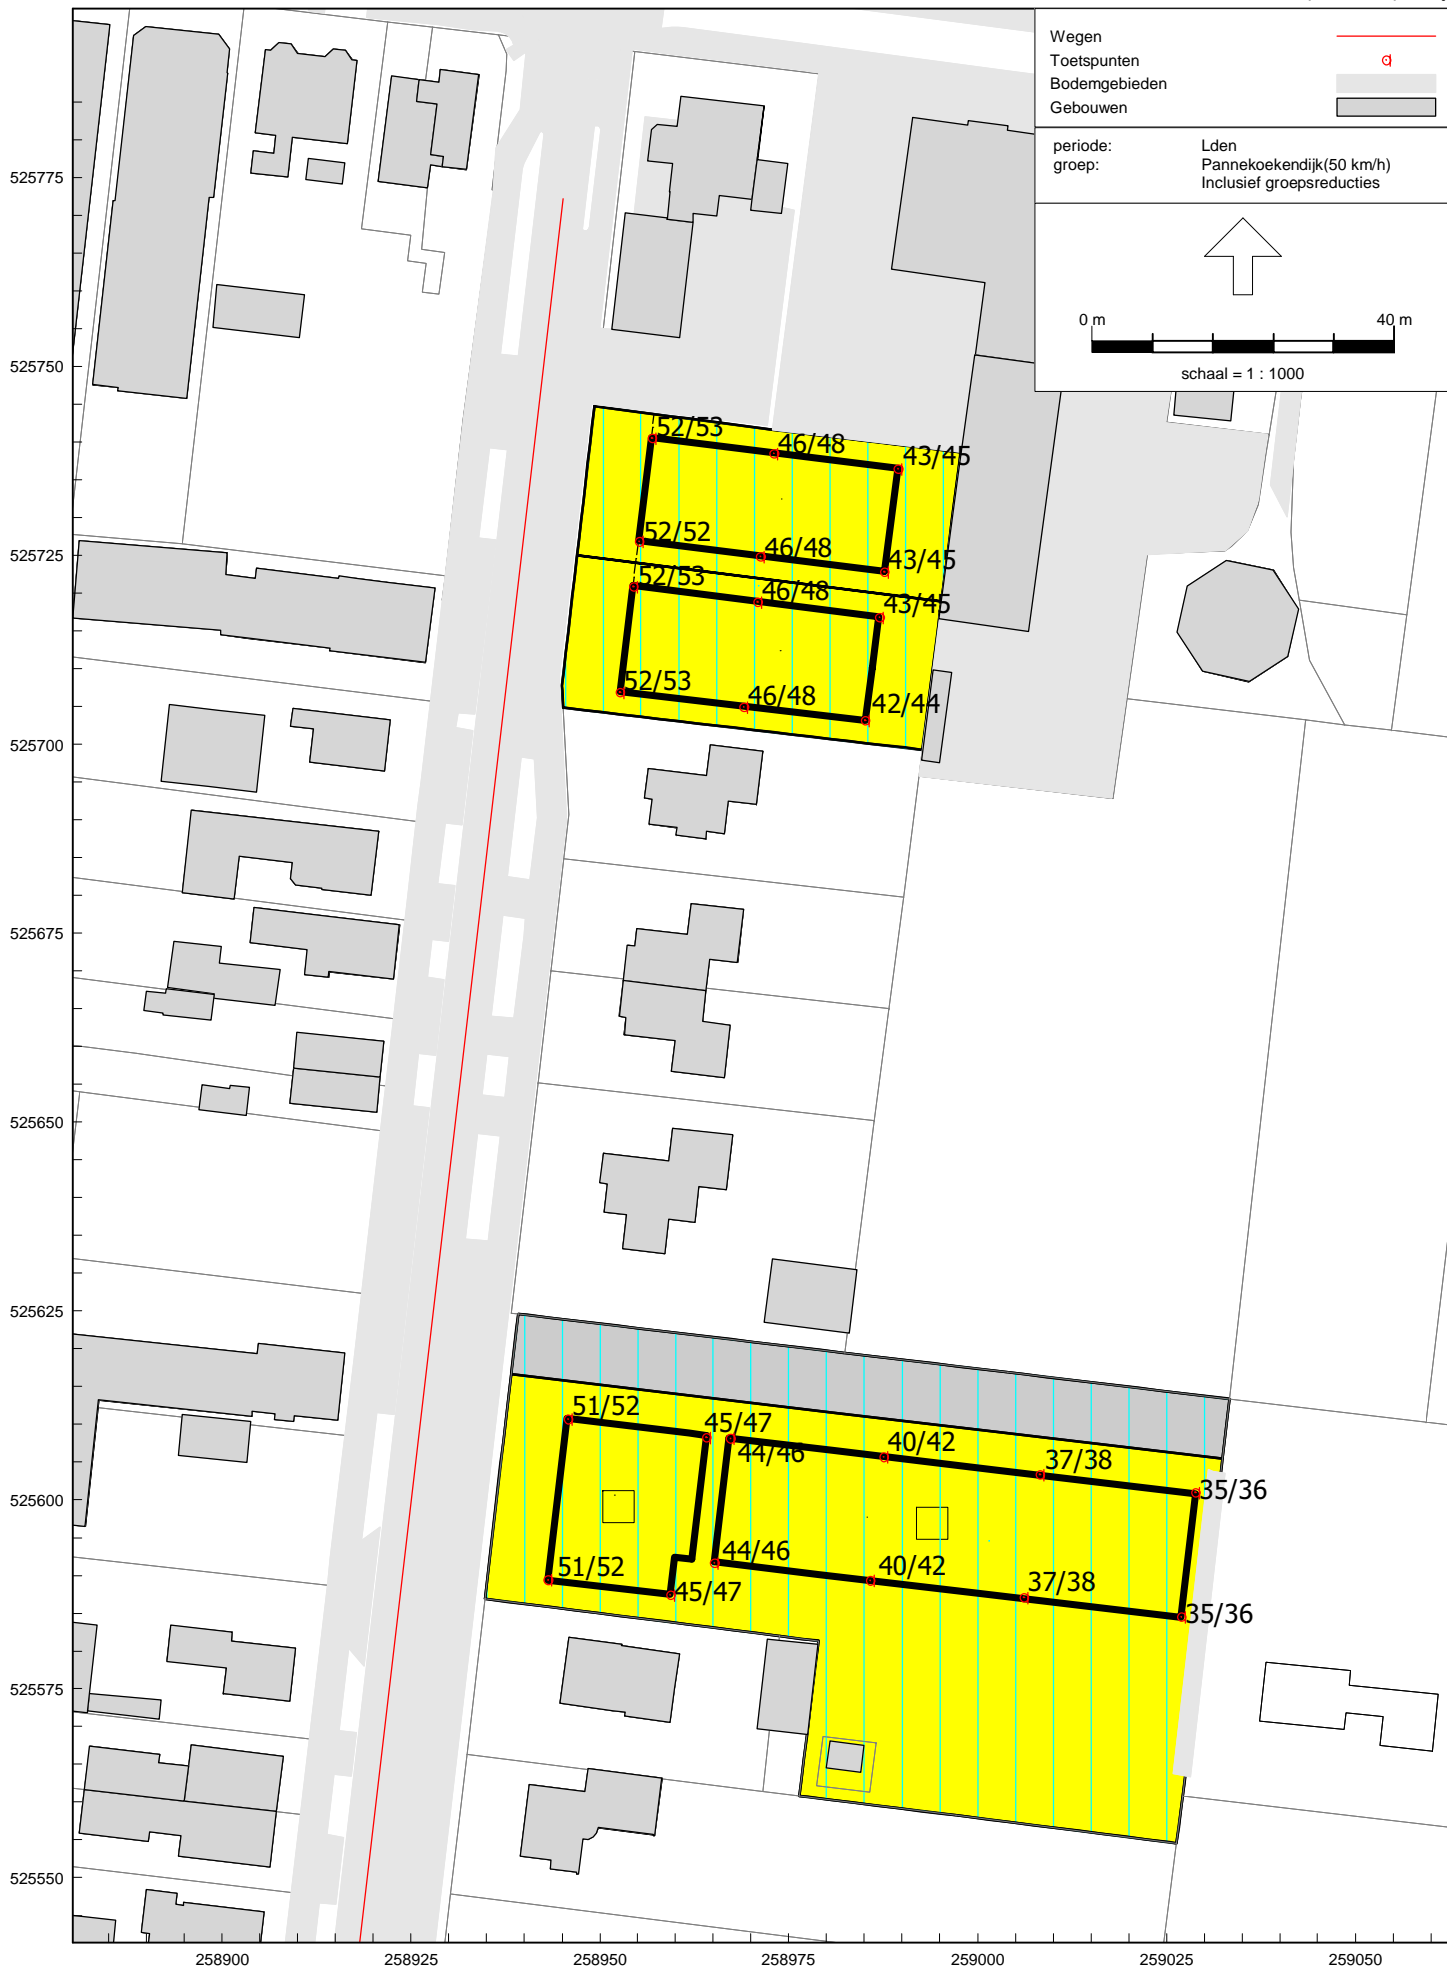 Wegen
Toetspunten
Bodemgebieden
Gebouwen
periode: Lden
groep: Pannekoekendijk(50 km/h)
Inclusief groepsreducties
0 m 40 m
schaal = 1 : 1000
525775
525750
52/53 46/48 43/45
52/52 46/48 43/45
525725
52/53 46/48 43/45
52/53 46/48 42/44
525700
525675
525650
525625
51/52 45/47
44/46 40/42 37/38 35/36
525600
51/52 45/47
44/46 40/42 37/38 35/36
525575
525550
258900 258925 258950 258975 259000 259025 259050